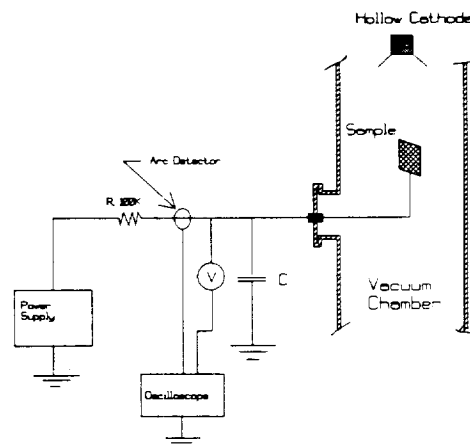 Hollow Cathode
Sample
Arc Detector
R 100K
V
C
Power
Supply
Vacuum
Chamber
Oscilloscope